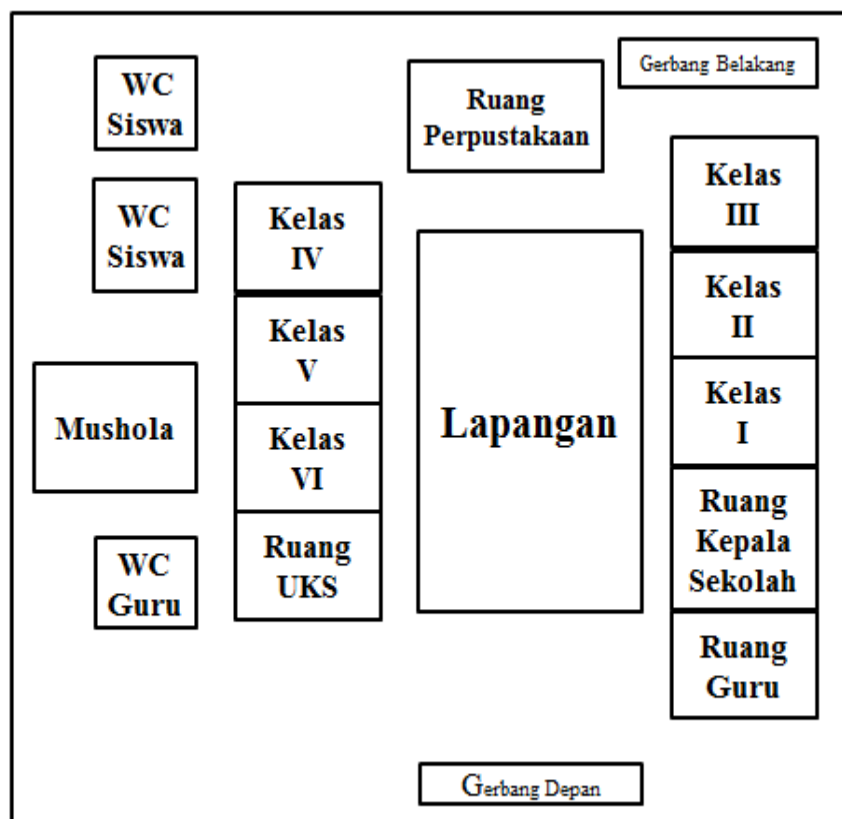 Gerbang Belakang
WC
Siswa
Ruang
Perpustakaan
Kelas
III
WC
Siswa
Kelas
IV
Kelas
II
Kelas
V
Lapangan
Kelas
I
Mushola
Kelas
VI
Ruang
Kepala
Sekolah
WC
Guru
Ruang
UKS
Ruang
Guru
Gerbang Depan